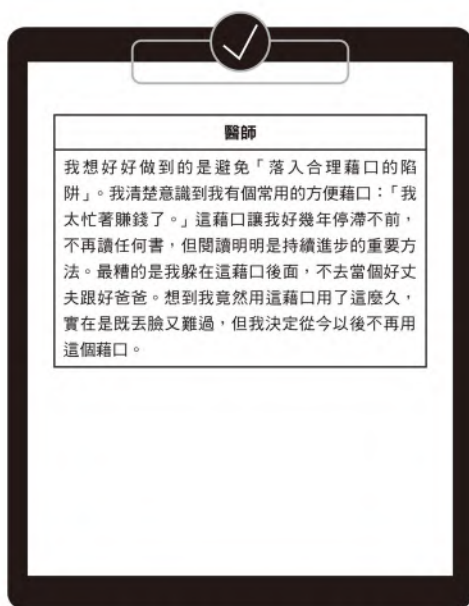 醫師
我想好好做到的是避免「落入合理藉口的陷
阱」。我清楚意識到我有個常用的方便藉口：「我
太忙著賺錢了。」這藉口讓我好幾年停滯不前，
不再讀任何書，但閱讀明明是持續進步的重要方
法。最糟的是我躲在這藉口後面，不去當個好丈
夫跟好爸爸。想到我竟然用這藉口用了這麼久，
實在是既丟臉又難過，但我決定從今以後不再用
這個藉口。